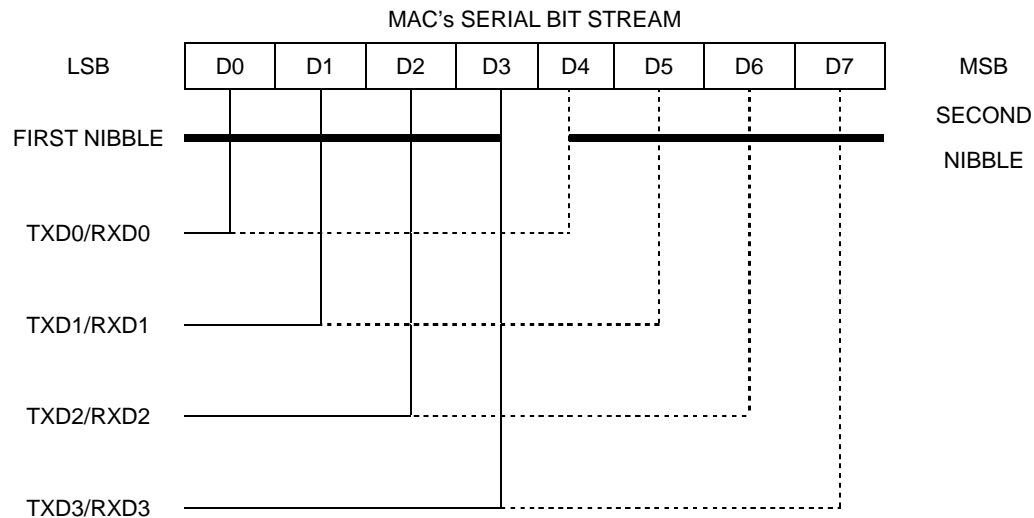 MAC's SERIAL BIT STREAM
LSB D0 D1 D2 D3 D4 D5 D6 D7 MSB
FIRST NIBBLE
SECOND
NIBBLE
TXD0/RXD0
TXD1/RXD1
TXD2/RXD2
TXD3/RXD3